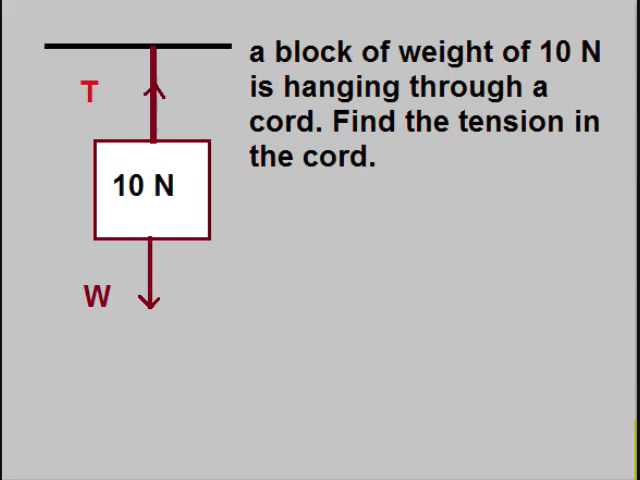 a block of weight of 10 N
is hanging through a
cord. Find the tension in
the cord.
T
10 N
W